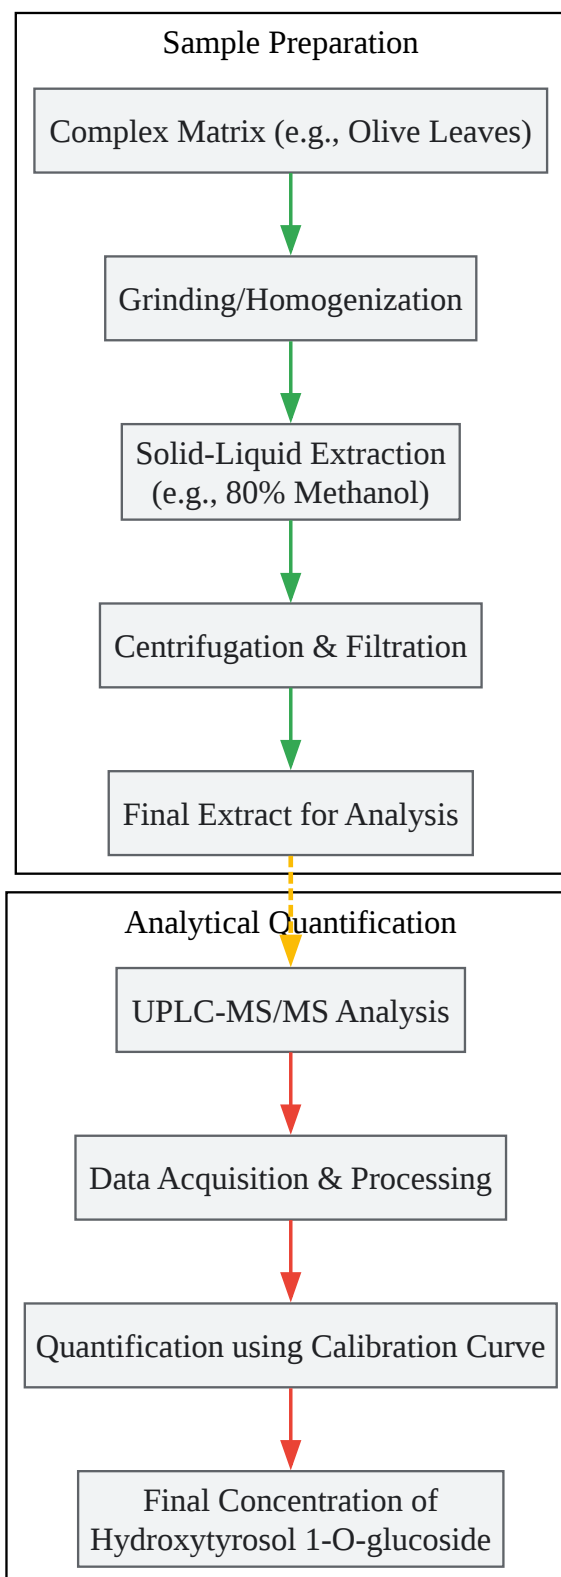 Sample Preparation
Complex Matrix (e.g., Olive Leaves)
Grinding/Homogenization
Solid-Liquid Extraction
(e.g., 80% Methanol)
Centrifugation & Filtration
Final Extract for Analysis
Analytical Quantification
UPLC-MS/MS Analysis
Data Acquisition & Processing
Quantification using Calibration Curve
Final Concentration of
Hydroxytyrosol 1-O-glucoside